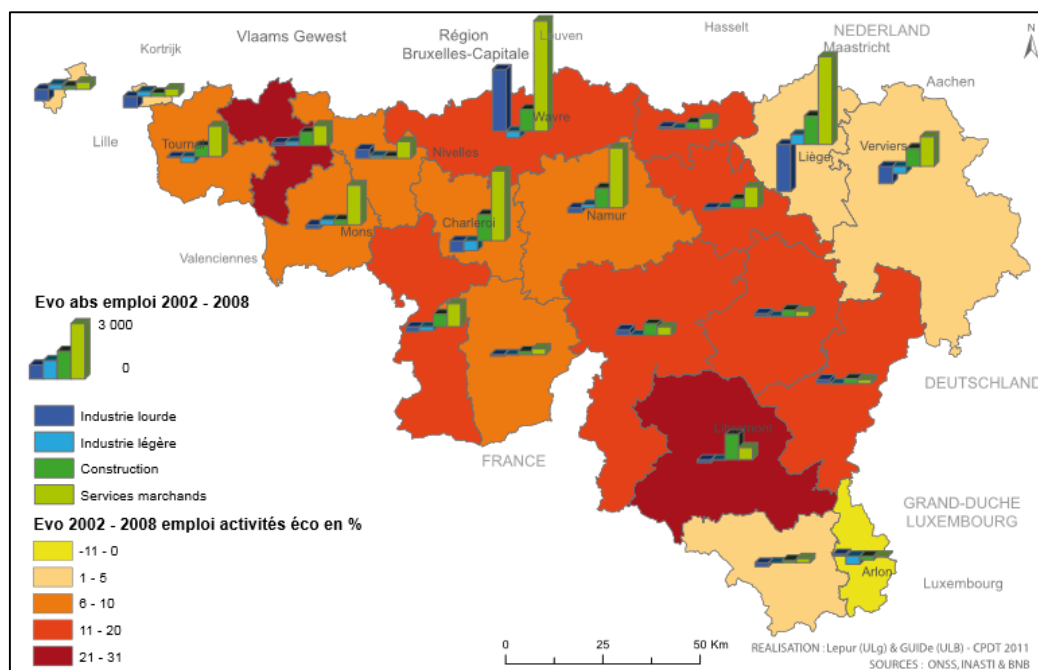 Kortrijk
Vlaams Gewest
Région
Bruxelles-Capitale
Leuven
Hasselt
NEDERLAND
Maastricht
N
Aachen
Lille
Tournai
Wavre
Nivelles
Liège
Verviers
Mons
Charleroi
Namur
Valenciennes
Evo abs emploi 2002 - 2008
3 000
0
DEUTSCHLAND
Industrie lourde
Industrie légère
Construction
Services marchands
Libramont
FRANCE
GRAND-DUCHE
LUXEMBOURG
Evo 2002 - 2008 emploi activités éco en %
-11 - 0
1 - 5
6 - 10
11 - 20
21 - 31
Arlon
Luxembourg
0 25 50 Km
REALISATION : Lepur (ULg) & GUIDe (ULB) - CPDT 2011
SOURCES : ONSS, INASTI & BNB